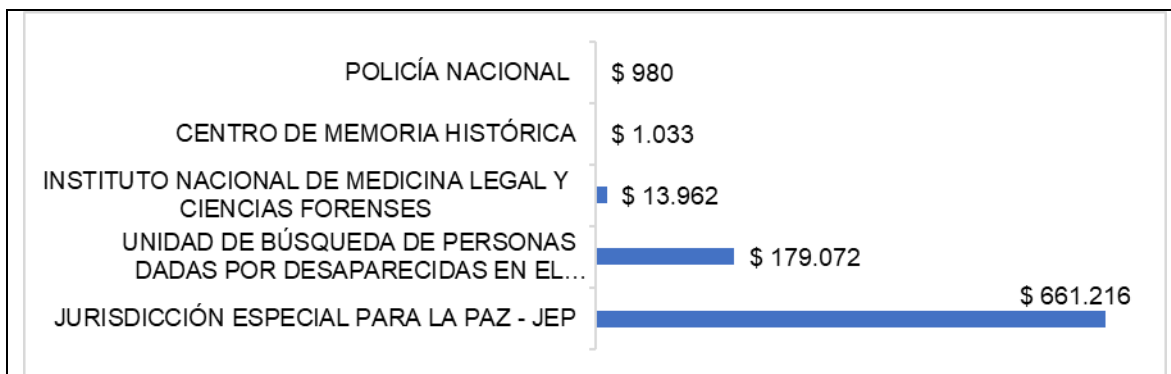 POLICÍA NACIONAL
$ 980
CENTRO DE MEMORIA HISTÓRICA
$ 1.033
INSTITUTO NACIONAL DE MEDICINA LEGAL Y
CIENCIAS FORENSES
$ 13.962
UNIDAD DE BÚSQUEDA DE PERSONAS
DADAS POR DESAPARECIDAS EN EL...
$ 179.072
JURISDICCIÓN ESPECIAL PARA LA PAZ - JEP
$ 661.216